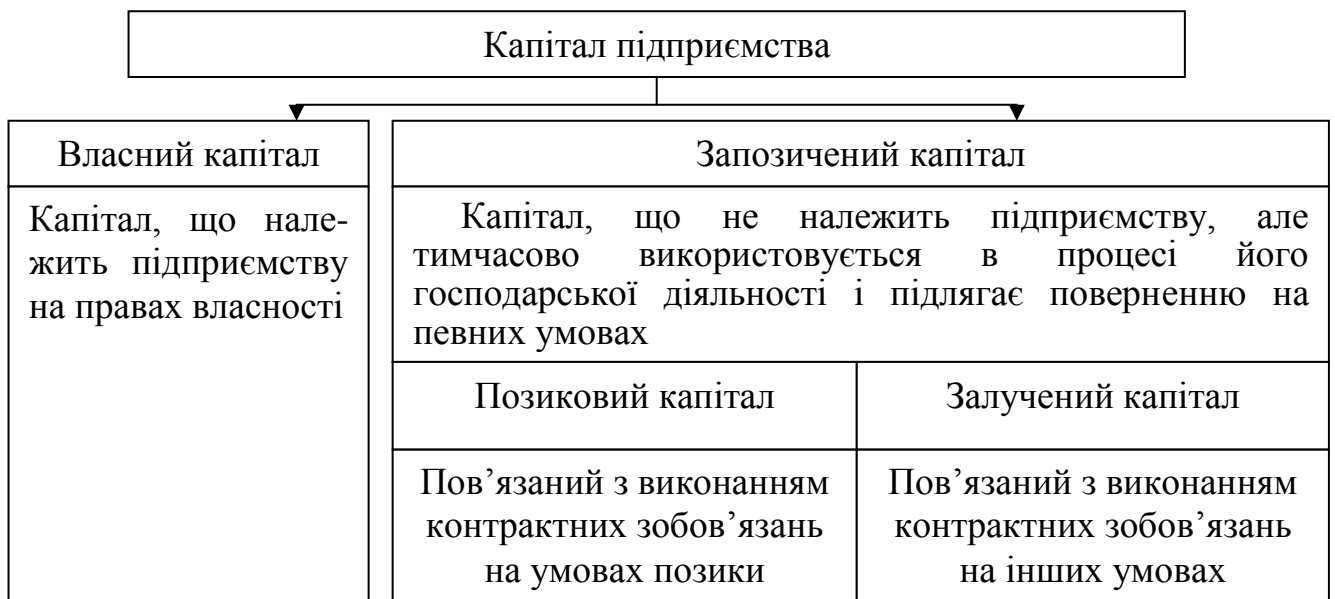 Капітал підприємства
Власний капітал
Капітал, що нале-
жить підприємству
на правах власності
Запозичений капітал
Капітал, що не належить підприємству, але
тимчасово використовується в процесі його
господарської діяльності і підлягає поверненню на
певних умовах
Позиковий капітал
Пов’язаний з виконанням
контрактних зобов’язань
на умовах позики
Залучений капітал
Пов’язаний з виконанням
контрактних зобов’язань
на інших умовах